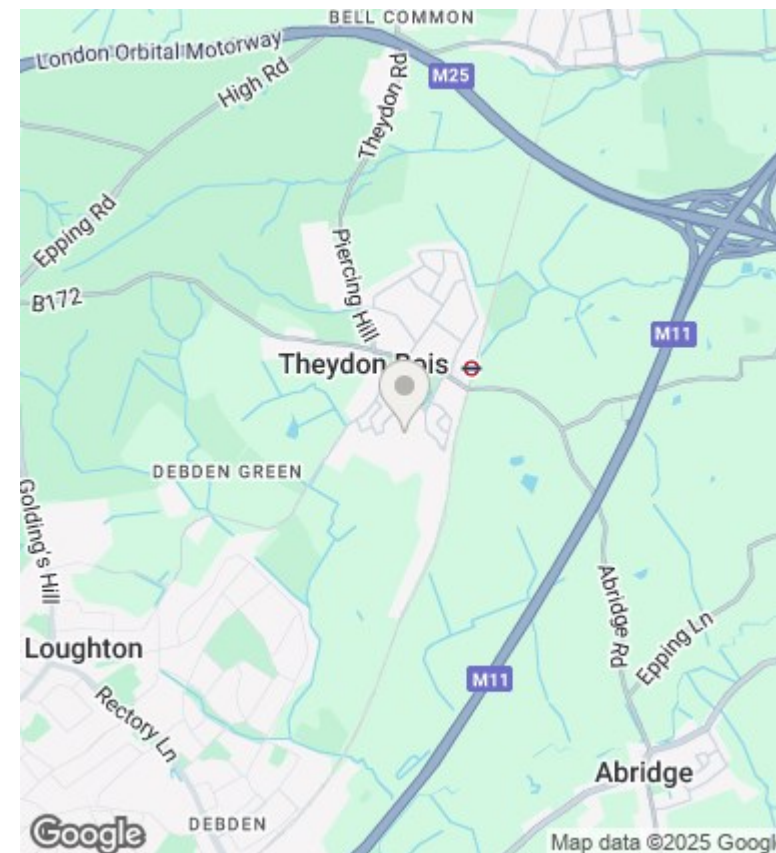 BELL COMMON
London Orbital Motorway
High Rd
M25
Theydon Rd
Epping Rd
Piercing Hill
B172
M11
Theydon Bois
DEBDEN GREEN
Golding's Hill
Abridge Rd
Epping Ln
Loughton
M11
Rectory Ln
Abridge
DEBDEN
Google
Map data ©2025 Googl